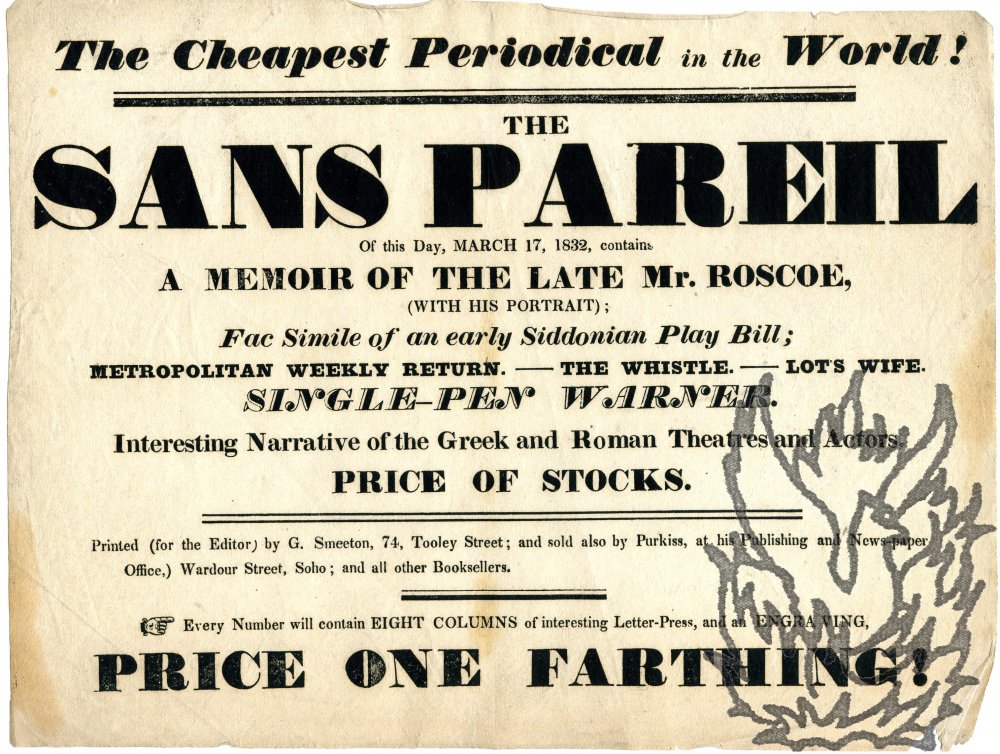 The Cheapest Periodical in the World!
THE
SANS PAREIL
Of this Day, MARCH 17, 1832, contains
A MEMOIR OF THE LATE Mr. ROSCOE,
(WITH HIS PORTRAIT);
Fac Simile of an early Siddonian Play Bill;
METROPOLITAN WEEKLY RETURN. — THE WHISTLE. — LOT'S WIFE.
SINGLE-PEN WARNER.
Interesting Narrative of the Greek and Roman Theatres and Actors.
PRICE OF STOCKS.
Printed (for the Editor) by G. Smeeton, 74, Tooley Street; and sold also by Purkiss, at his Publishing and News-paper
Office,) Wardour Street, Soho; and all other Booksellers.
☞ Every Number will contain EIGHT COLUMNS of interesting Letter-Press, and an ENGRAVING,
PRICE ONE FARTHING!